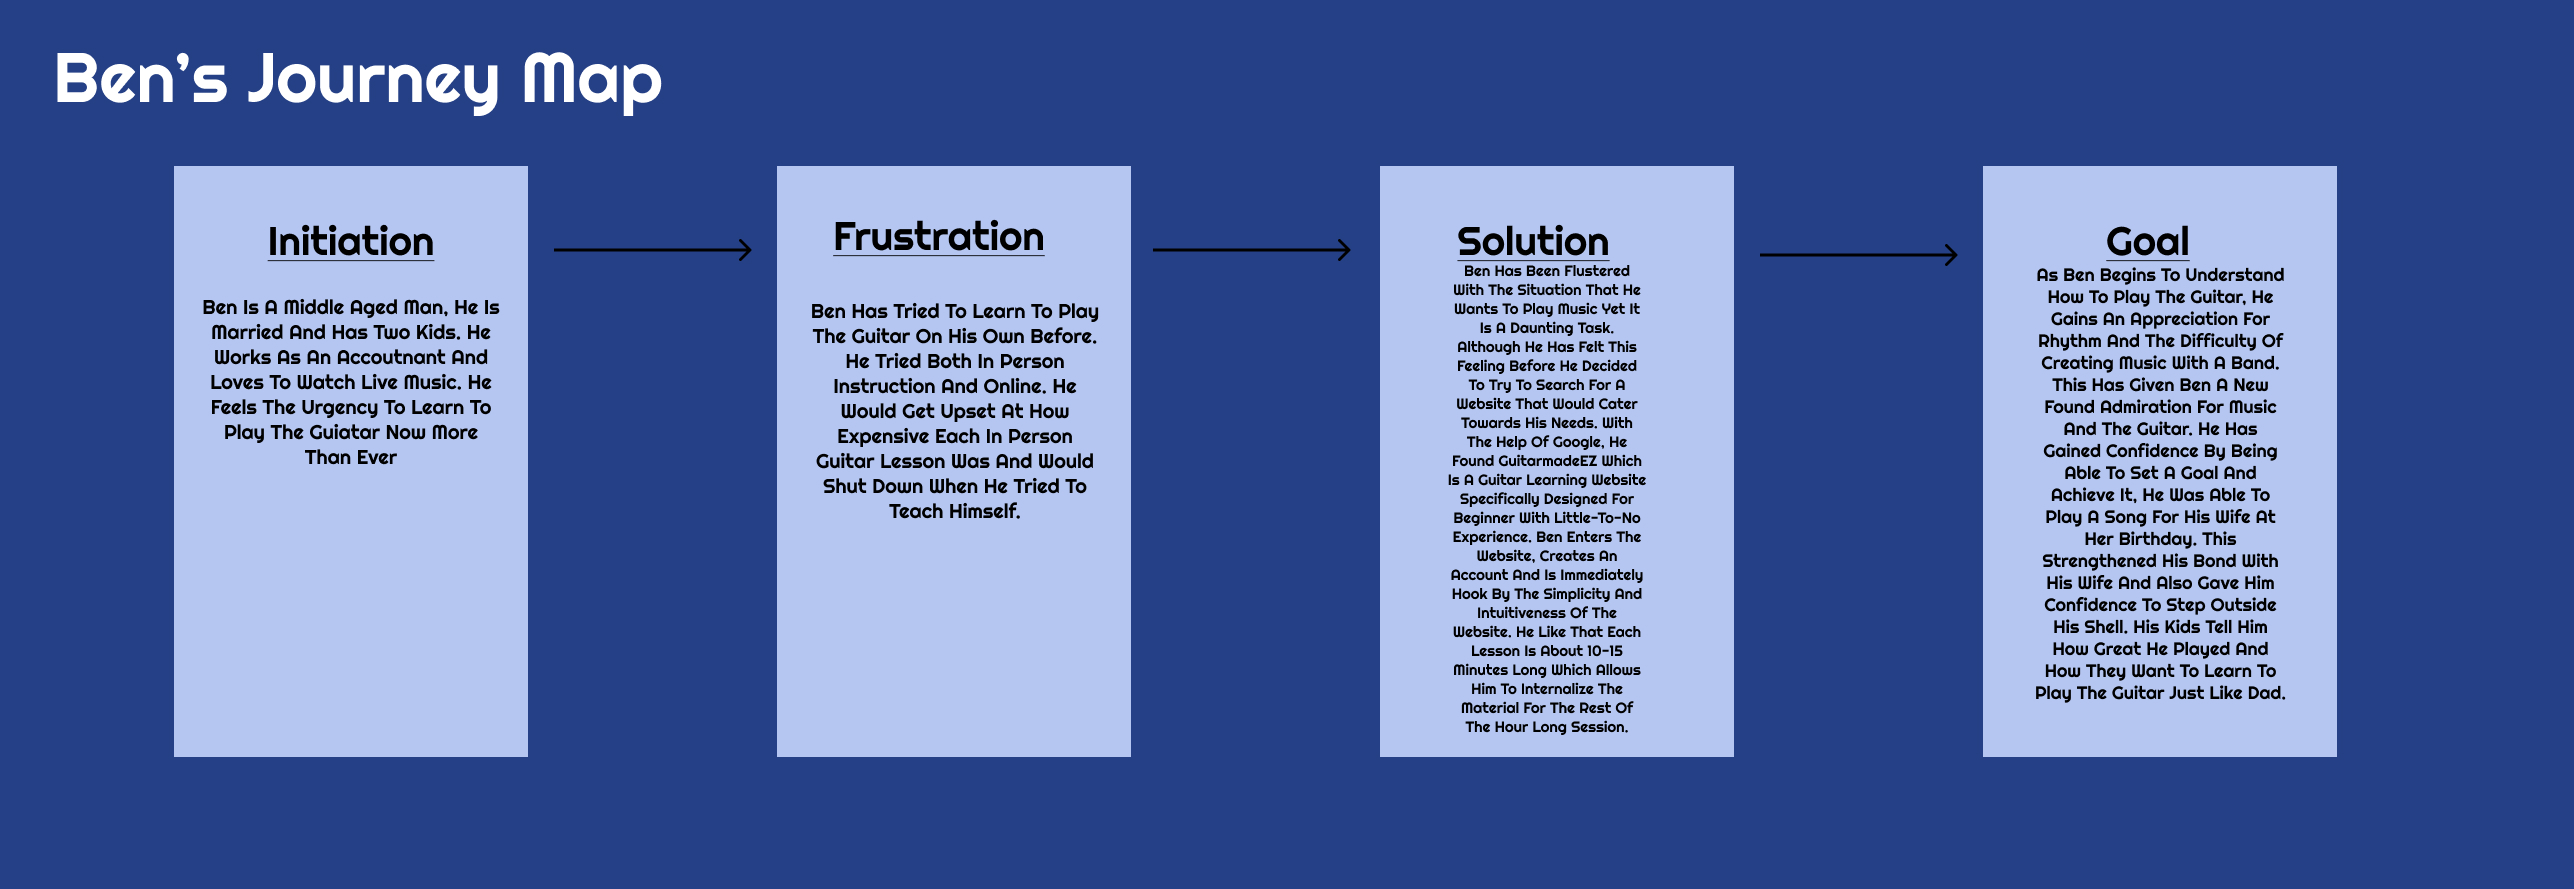 Ben's Journey Map
Initiation
Ben Is A Middle Aged Man, He Is
Married And Has Two Kids. He
Works As An Accoutnant And
Loves To Watch Live Music. He
Feels The Urgency To Learn To
Play The Guiatar Now More
Than Ever
Frustration
Ben Has Tried To Learn To Play
The Guitar On His Own Before.
He Tried Both In Person
Instruction And Online. He
Would Get Upset At How
Expensive Each In Person
Guitar Lesson Was And Would
Shut Down When He Tried To
Teach Himself.
Solution
Ben Has Been Flustered
With The Situation That He
Wants To Play Music Yet It
Is A Daunting Task.
Although He Has Felt This
Feeling Before He Decided
To Try To Search For A
Website That Would Cater
Towards His Needs. With
The Help Of Google, He
Found GuitarmadeEZ Which
Is A Guitar Learning Website
Specifically Designed For
Beginner With Little-To-No
Experience. Ben Enters The
Website, Creates An
Account And Is Immediately
Hook By The Simplicity And
Intuitiveness Of The
Website. He Like That Each
Lesson Is About 10-15
Minutes Long Which Allows
Him To Internalize The
Material For The Rest Of
The Hour Long Session.
Goal
As Ben Begins To Understand
How To Play The Guitar, He
Gains An Appreciation For
Rhythm And The Difficulty Of
Creating Music With A Band.
This Has Given Ben A New
Found Admiration For Music
And The Guitar. He Has
Gained Confidence By Being
Able To Set A Goal And
Achieve It, He Was Able To
Play A Song For His Wife At
Her Birthday. This
Strengthened His Bond With
His Wife And Also Gave Him
Confidence To Step Outside
His Shell. His Kids Tell Him
How Great He Played And
How They Want To Learn To
Play The Guitar Just Like Dad.